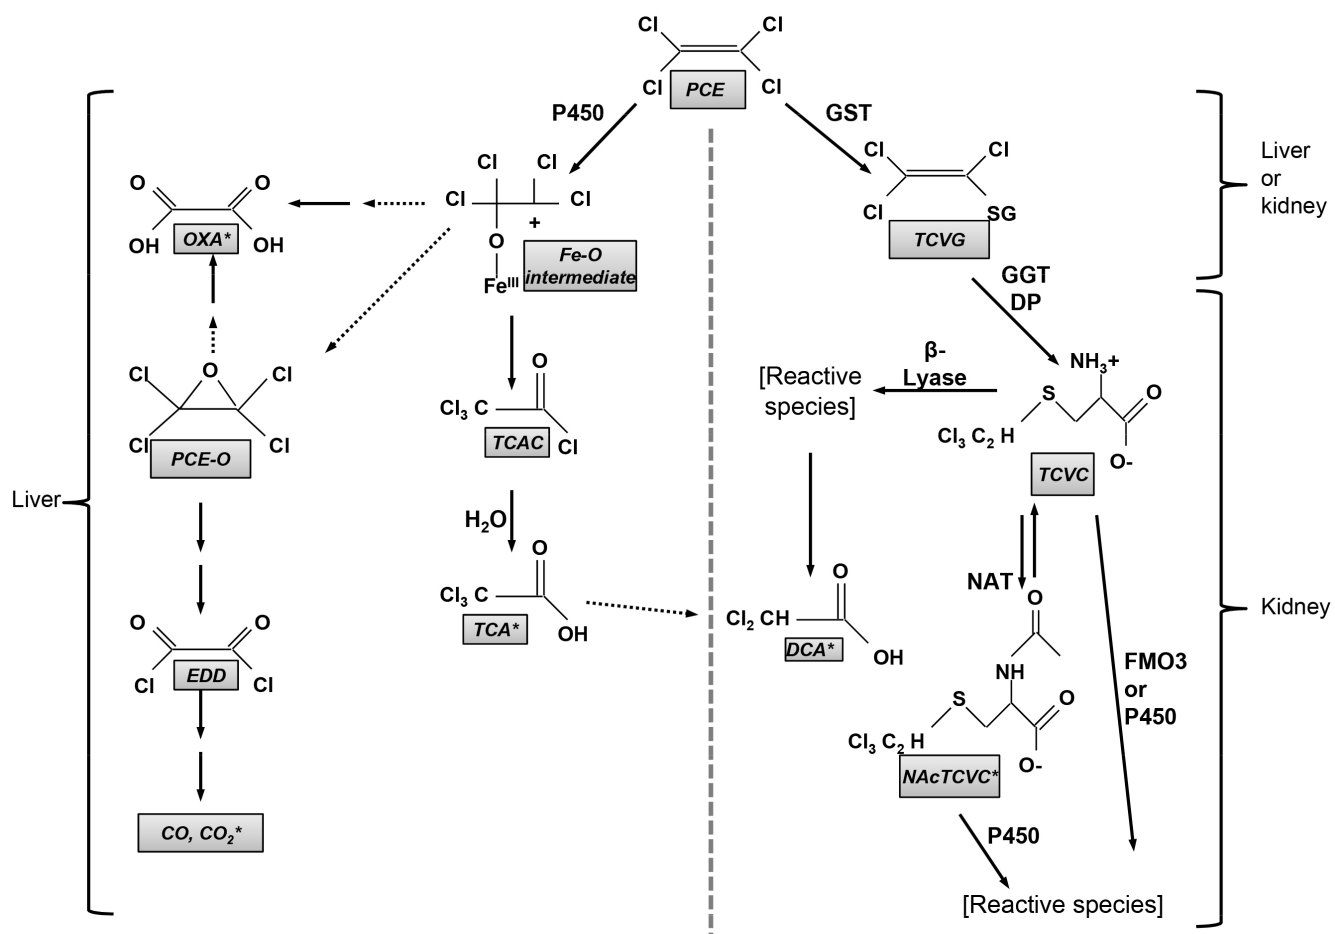 Cl
Cl
Cl
PCE
Cl
P450
GST
Cl
Cl
Cl
SG
TCVG
Liver
or
kidney
Cl
Cl
Cl
Cl
+
O
Feᴵᴵᴵ
Fe-O
intermediate
O
O
OH
OXA*
OH
GGT
DP
O
Cl
Cl
Cl
Cl
PCE-O
O
Cl₃ C
TCAC
Cl
β-
Lyase
[Reactive
species]
NH₃+
S
O
Cl₃ C₂ H
O-
TCVC
Liver
H₂O
O
Cl₃ C
TCA*
OH
NAT
O
Cl₂ CH
DCA*
OH
O
O
Cl
EDD
Cl
O
NH
S
O
Cl₃ C₂ H
O-
NAcTCVC*
FMO3
or
P450
Kidney
CO, CO₂*
P450
[Reactive species]